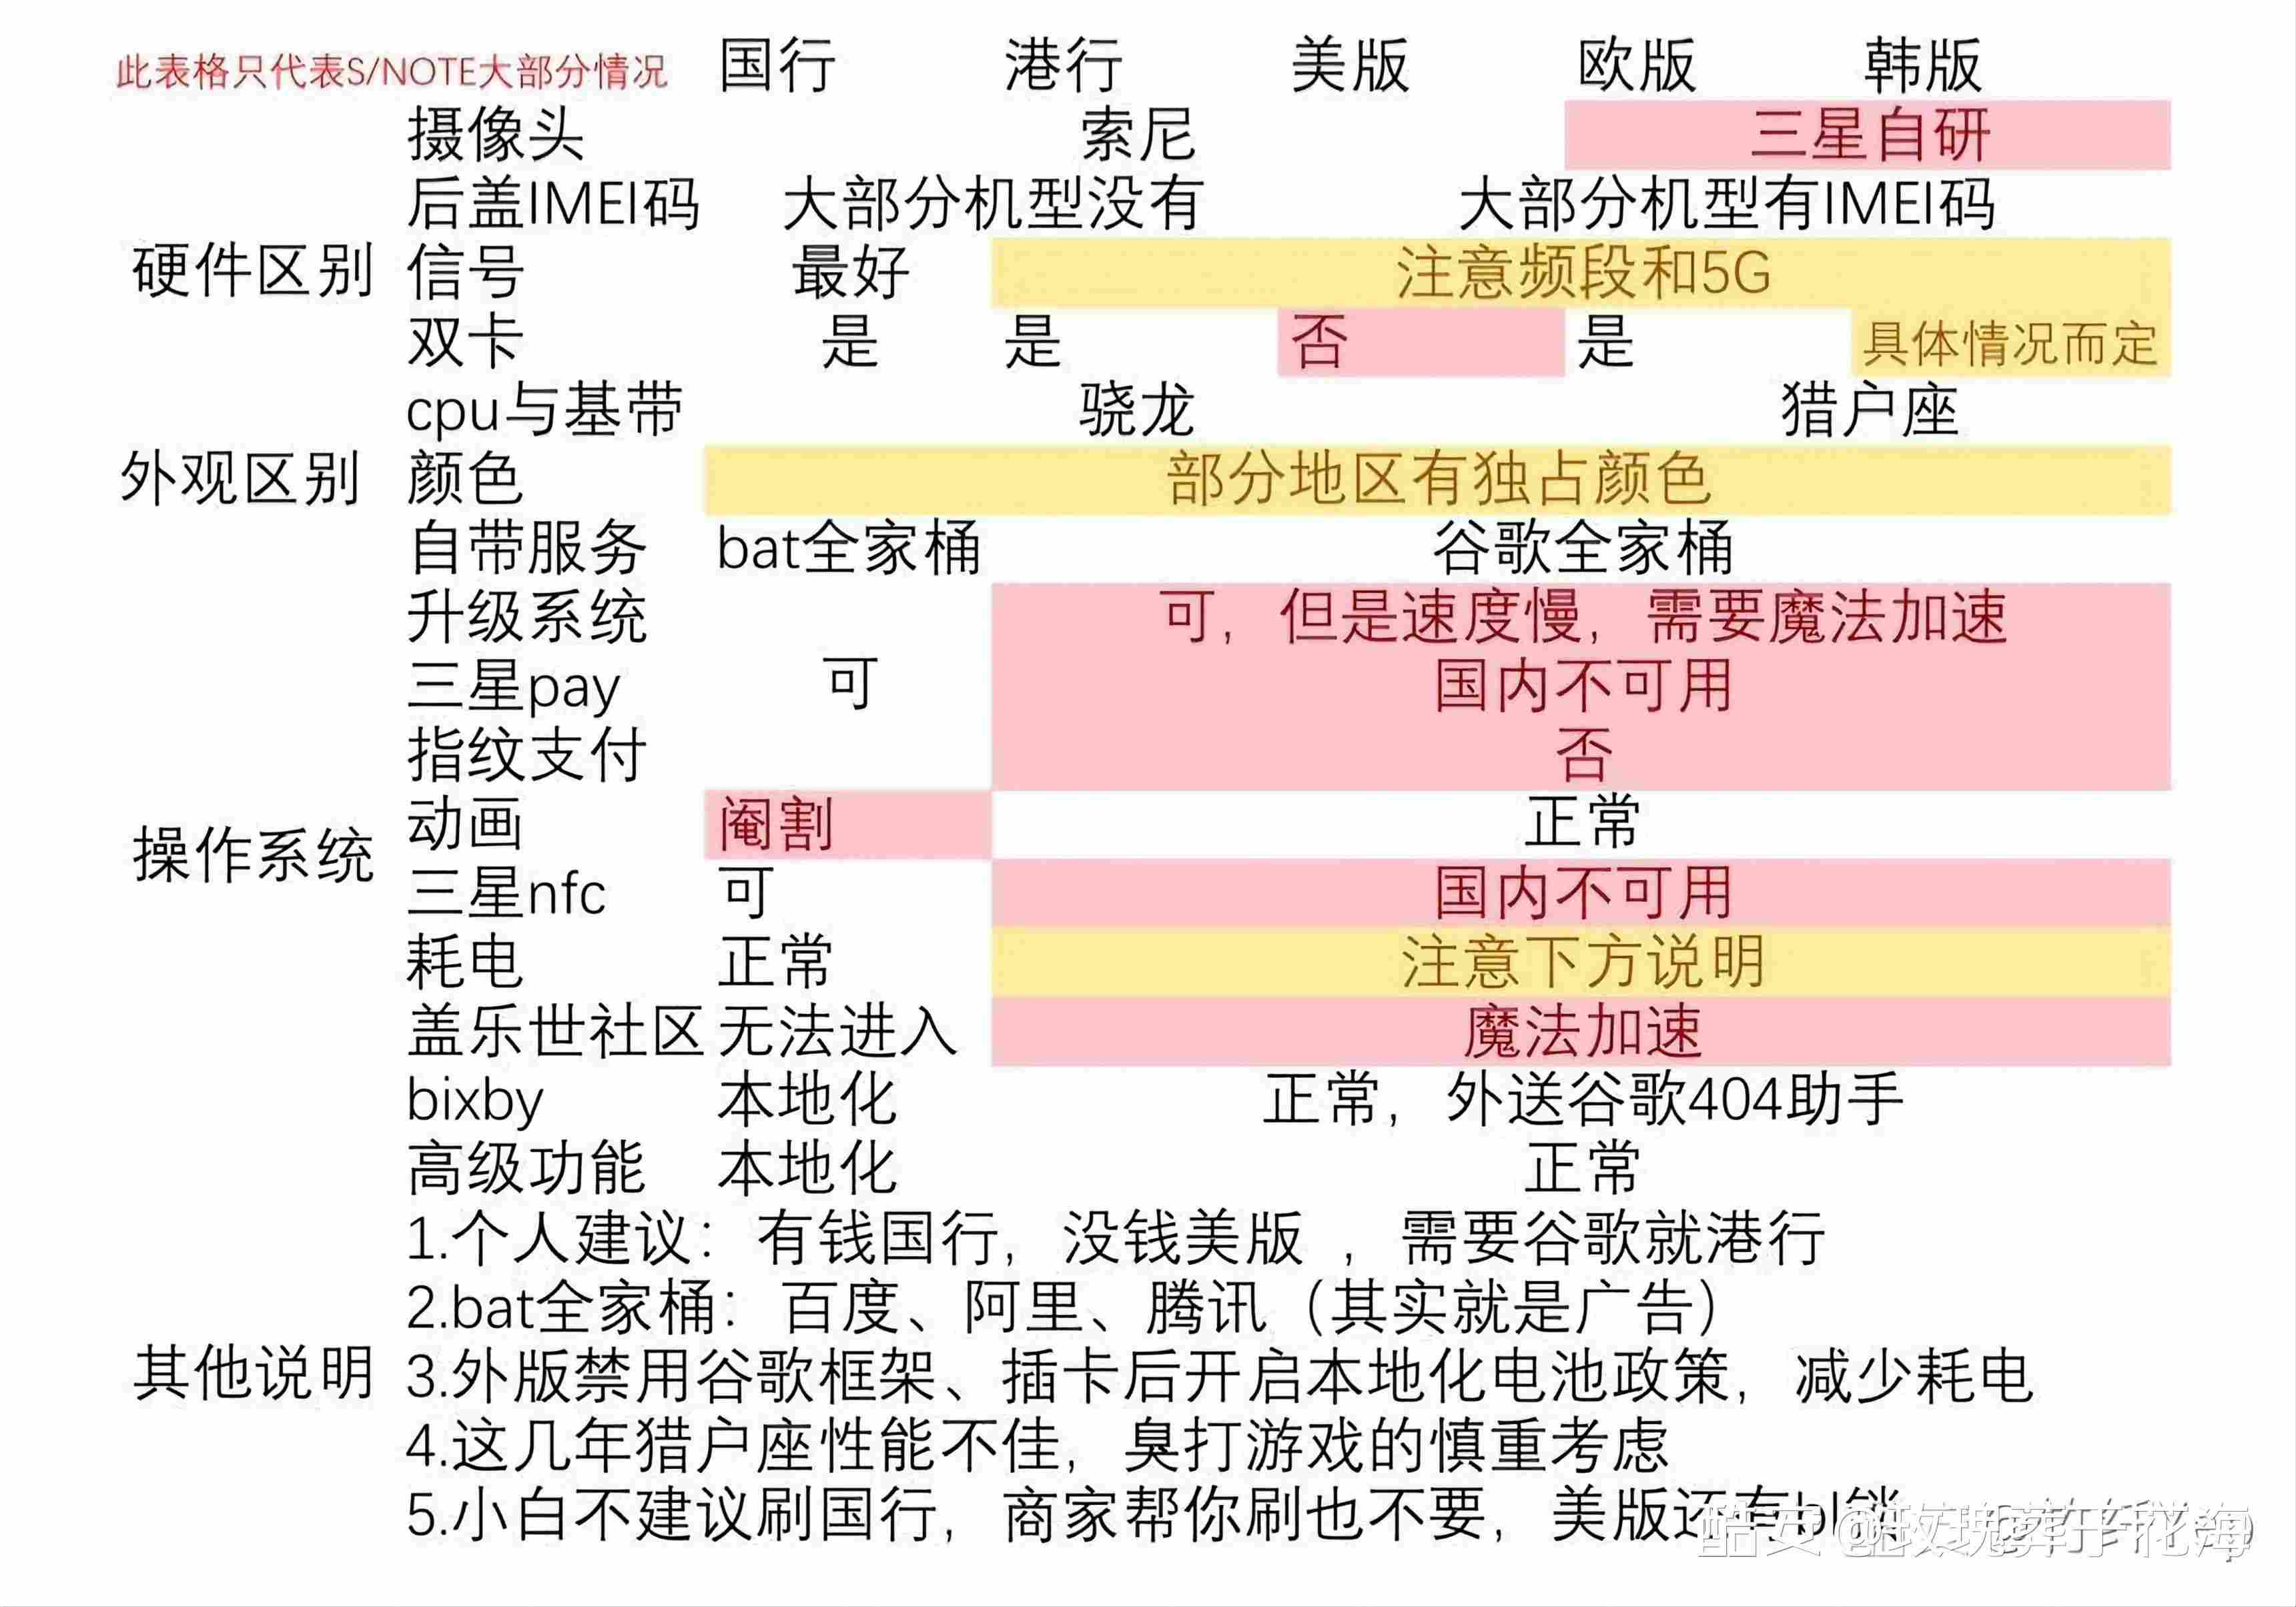 此表格只代表S/NOTE大部分情况 国行 港行 美版 欧版 韩版
摄像头 索尼 三星自研
后盖IMEI码 大部分机型没有 大部分机型有IMEI码
硬件区别 信号 最好 注意频段和5G
双卡 是 是 否 是 具体情况而定
cpu与基带 骁龙 猎户座
外观区别 颜色 部分地区有独占颜色
自带服务 bat全家桶 谷歌全家桶
升级系统 可，但是速度慢，需要魔法加速
三星pay 可 国内不可用
指纹支付 否
动画 阉割 正常
操作系统
三星nfc 可 国内不可用
耗电 正常 注意下方说明
盖乐世社区 无法进入 魔法加速
bixby 本地化 正常，外送谷歌404助手
高级功能 本地化 正常
1.个人建议：有钱国行，没钱美版 ，需要谷歌就港行
2.bat全家桶：百度、阿里、腾讯（其实就是广告）
其他说明 3.外版禁用谷歌框架、插卡后开启本地化电池政策，减少耗电
4.这几年猎户座性能不佳，臭打游戏的慎重考虑
5.小白不建议刷国行，商家帮你刷也不要，美版还有bl锁
酷安